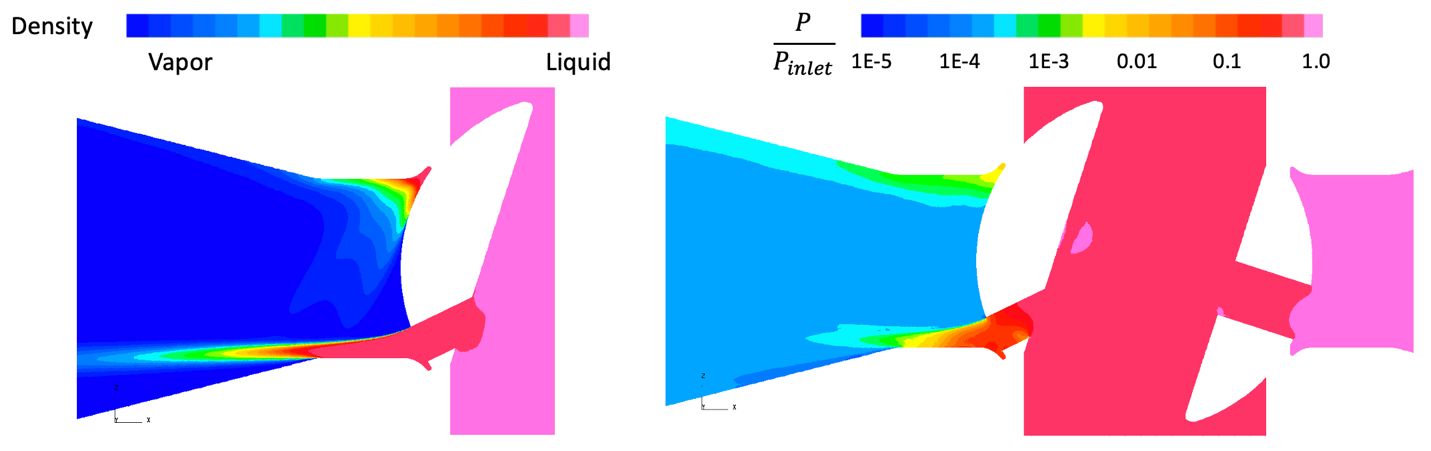 Density
Vapor Liquid
P
P_inlet
1E-5 1E-4 1E-3 0.01 0.1 1.0
Z
X
Z
Y X